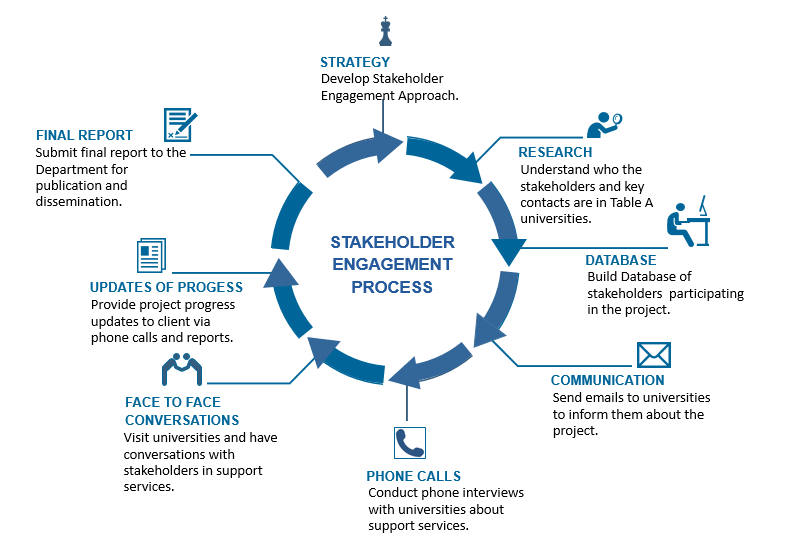 STRATEGY
Develop Stakeholder
Engagement Approach.
RESEARCH
Understand who the
stakeholders and key
contacts are in Table A
universities.
DATABASE
Build Database of
stakeholders participating
in the project.
COMMUNICATION
Send emails to universities
to inform them about the
project.
PHONE CALLS
Conduct phone interviews
with universities about
support services.
FACE TO FACE
CONVERSATIONS
Visit universities and have
conversations with
stakeholders in support
services.
UPDATES OF PROGESS
Provide project progress
updates to client via
phone calls and reports.
FINAL REPORT
Submit final report to the
Department for
publication and
dissemination.
STAKEHOLDER
ENGAGEMENT
PROCESS